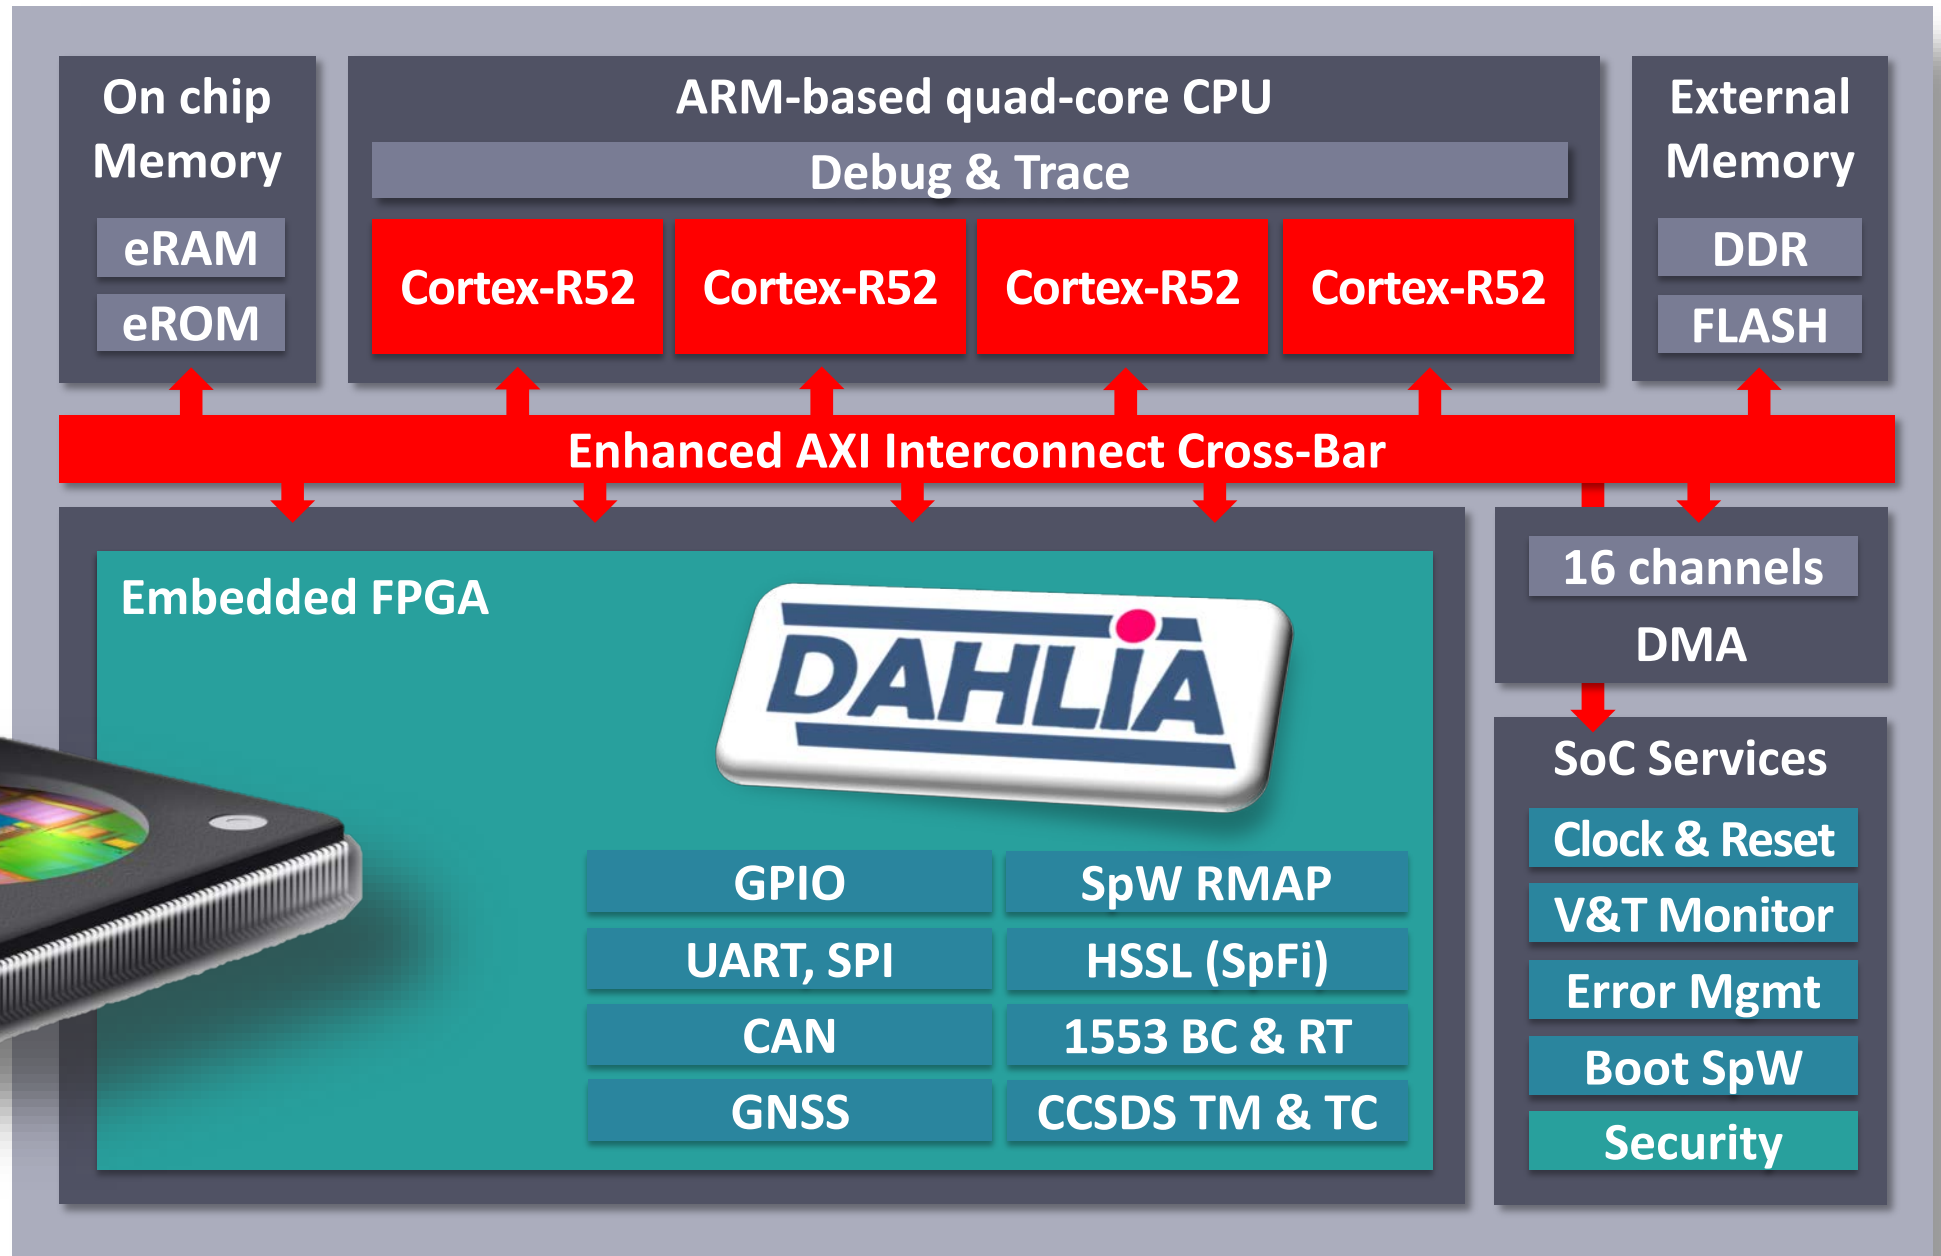 On chip
Memory
eRAM
eROM
ARM-based quad-core CPU
Debug & Trace
Cortex-R52
Cortex-R52
Cortex-R52
Cortex-R52
External
Memory
DDR
FLASH
Enhanced AXI Interconnect Cross-Bar
Embedded FPGA
DAHLIA
GPIO
SpW RMAP
UART, SPI
HSSL (SpFi)
CAN
1553 BC & RT
GNSS
CCSDS TM & TC
16 channels
DMA
SoC Services
Clock & Reset
V&T Monitor
Error Mgmt
Boot SpW
Security